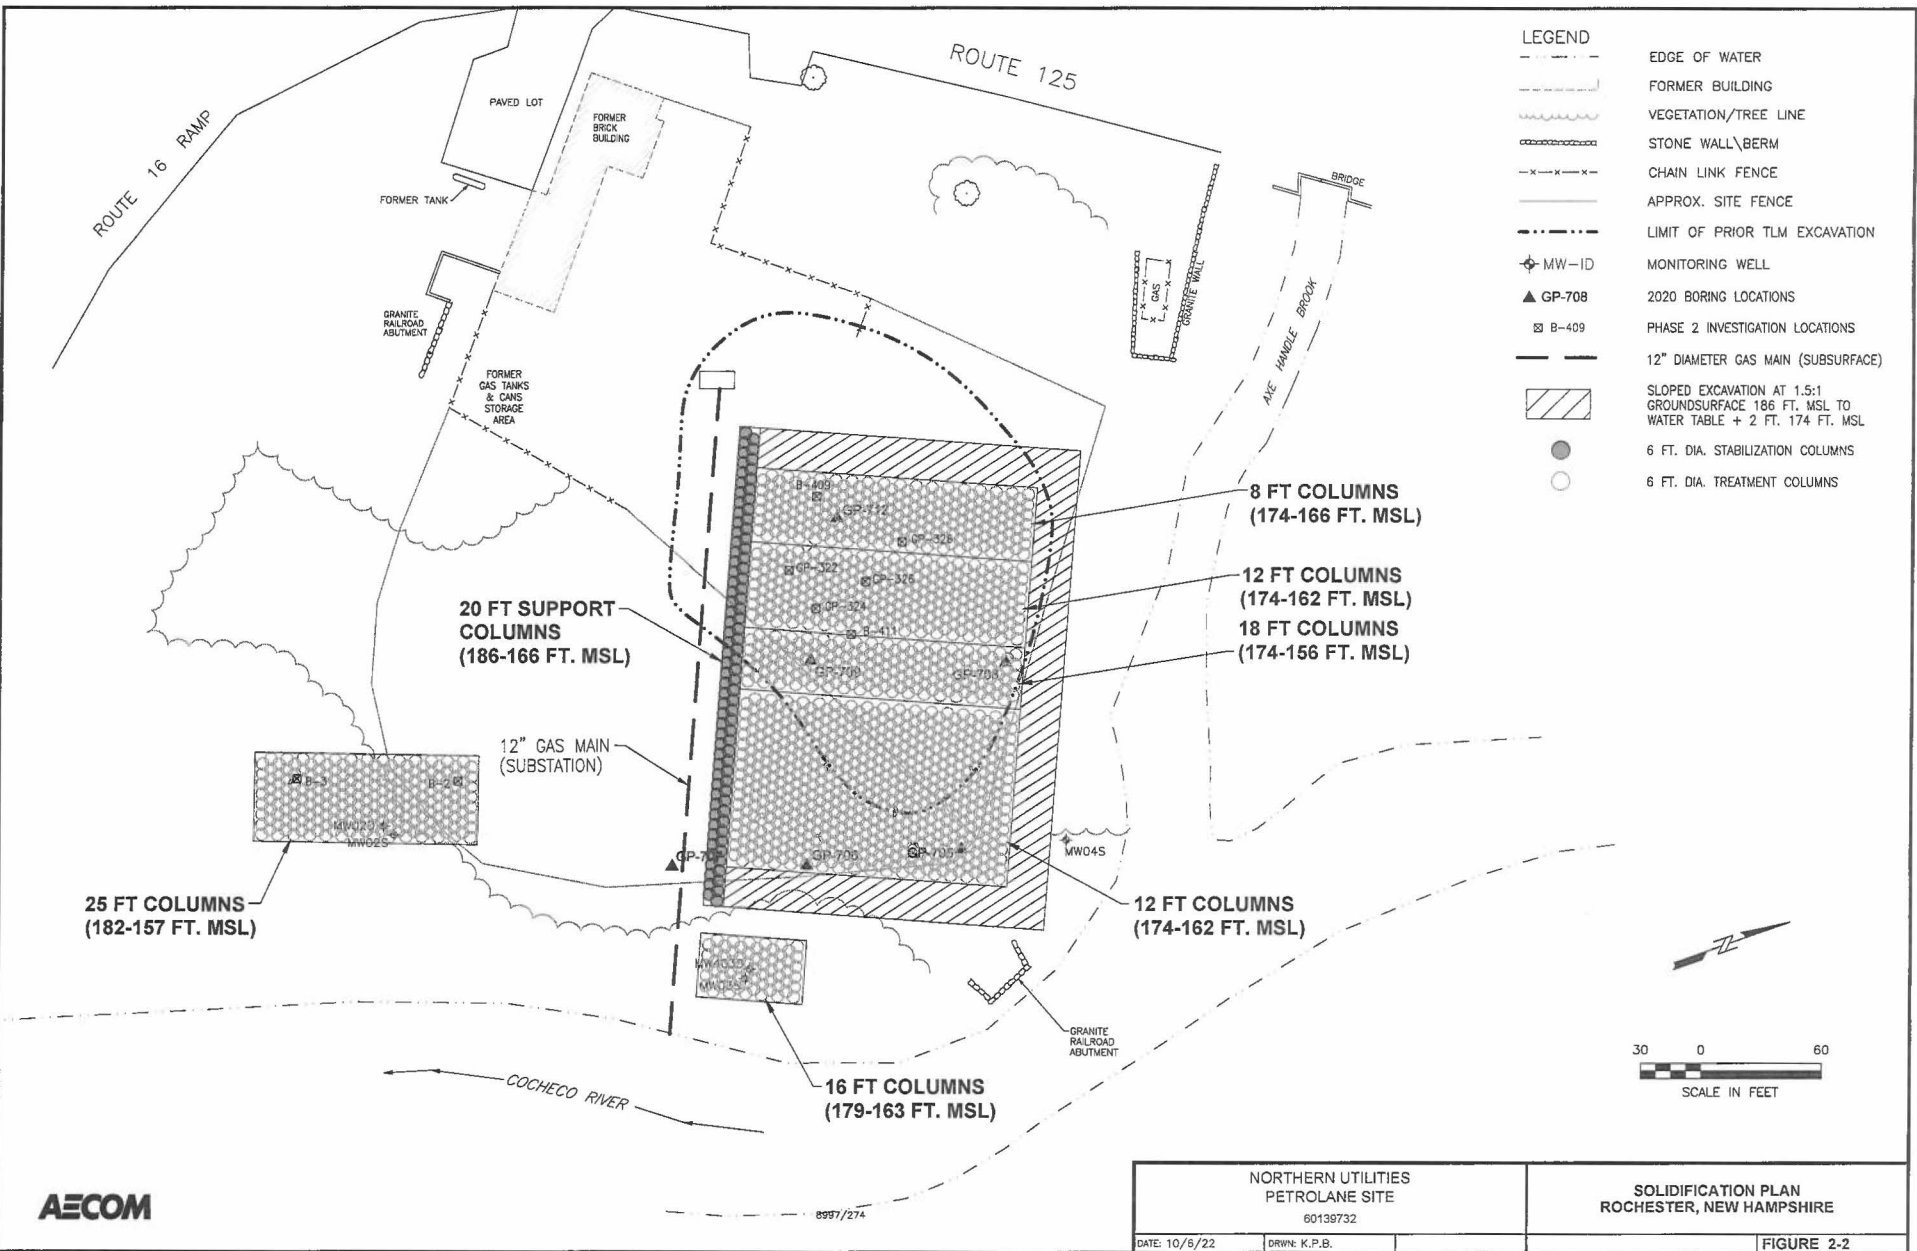 ROUTE 125
ROUTE 16 RAMP
PAVED LOT
FORMER
BRICK
BUILDING
FORMER TANK
GRANITE
RAILROAD
ABUTMENT
FORMER
GAS TANKS
& CANS
STORAGE
AREA
BRIDGE
GAS
GRANITE WALL
AXE HANDLE BROOK
LEGEND
EDGE OF WATER
FORMER BUILDING
VEGETATION/TREE LINE
STONE WALL\BERM
CHAIN LINK FENCE
APPROX. SITE FENCE
LIMIT OF PRIOR TLM EXCAVATION
MW-ID MONITORING WELL
GP-708 2020 BORING LOCATIONS
B-409 PHASE 2 INVESTIGATION LOCATIONS
12" DIAMETER GAS MAIN (SUBSURFACE)
SLOPED EXCAVATION AT 1.5:1
GROUNDSURFACE 186 FT. MSL TO
WATER TABLE + 2 FT. 174 FT. MSL
6 FT. DIA. STABILIZATION COLUMNS
6 FT. DIA. TREATMENT COLUMNS
B-409
GP-712
GP-328
GP-322
GP-326
GP-324
B-411
GP-709
GP-708
8 FT COLUMNS
(174-166 FT. MSL)
12 FT COLUMNS
(174-162 FT. MSL)
18 FT COLUMNS
(174-156 FT. MSL)
20 FT SUPPORT
COLUMNS
(186-166 FT. MSL)
12" GAS MAIN
(SUBSTATION)
B-3
B-2
MW02S
GP-706
GP-705
MW04S
25 FT COLUMNS
(182-157 FT. MSL)
12 FT COLUMNS
(174-162 FT. MSL)
GRANITE
RAILROAD
ABUTMENT
16 FT COLUMNS
(179-163 FT. MSL)
COCHECO RIVER
30 0 60
SCALE IN FEET
AECOM
8997/274
NORTHERN UTILITIES
PETROLANE SITE
60139732
SOLIDIFICATION PLAN
ROCHESTER, NEW HAMPSHIRE
DATE: 10/6/22
DRWN: K.P.B.
FIGURE 2-2